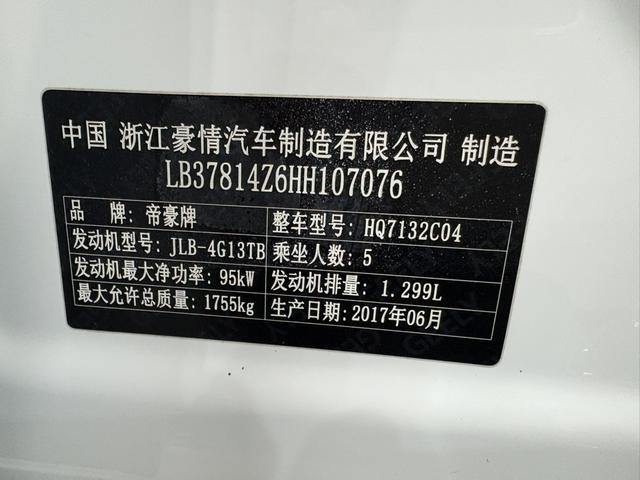 中国 浙江豪情汽车制造有限公司 制造
LB37814Z6HH107076
品 牌: 帝豪牌 整车型号: HQ7132C04
发动机型号: JLB-4G13TB 乘坐人数: 5
发动机最大净功率: 95kW 发动机排量: 1.299L
最大允许总质量: 1755kg 生产日期: 2017年06月